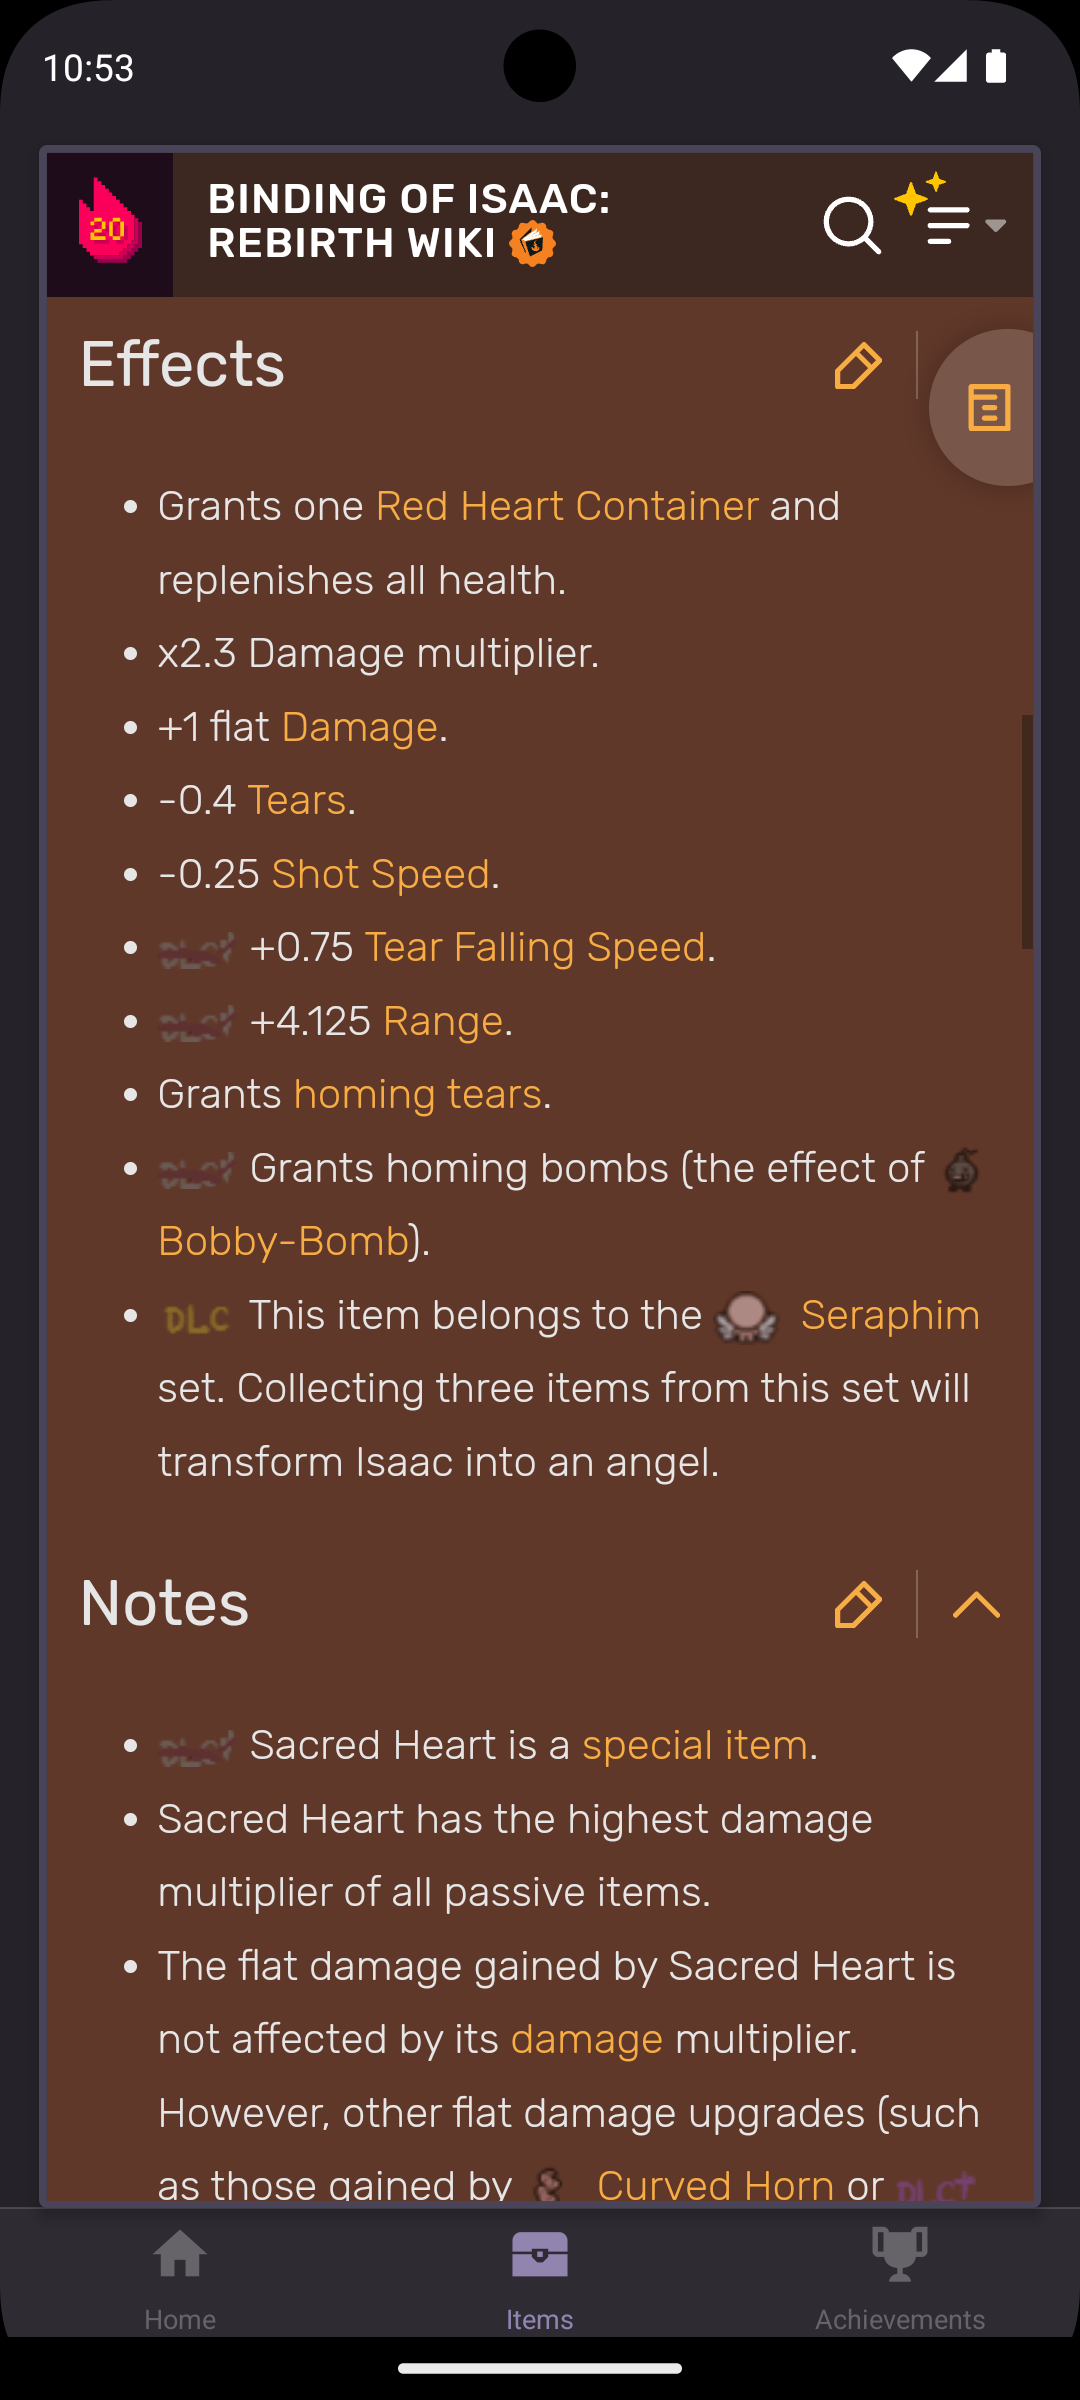 10:53
20
BINDING OF ISAAC:
REBIRTH WIKI
Effects
Grants one Red Heart Container and
replenishes all health.
x2.3 Damage multiplier.
+1 flat Damage.
-0.4 Tears.
-0.25 Shot Speed.
+0.75 Tear Falling Speed.
+4.125 Range.
Grants homing tears.
Grants homing bombs (the effect of
Bobby-Bomb).
DLC This item belongs to the Seraphim
set. Collecting three items from this set will
transform Isaac into an angel.
Notes
Sacred Heart is a special item.
Sacred Heart has the highest damage
multiplier of all passive items.
The flat damage gained by Sacred Heart is
not affected by its damage multiplier.
However, other flat damage upgrades (such
as those gained by Curved Horn or
Home
Items
Achievements